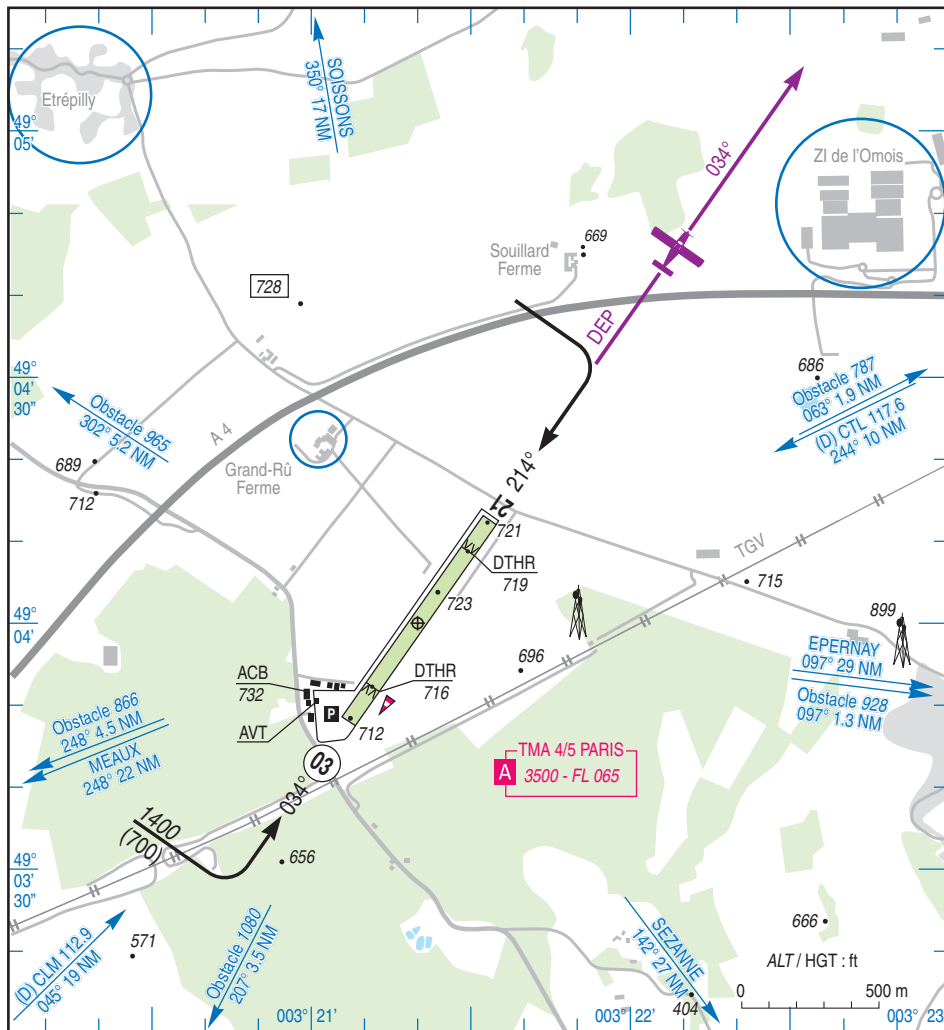 Etrépilly
SOISSONS
350° 17 NM
49°
05'
034°
ZI de l'Omois
Souillard
Ferme
669
728
DEP
49°
04'
30"
686
Obstacle 787
063° 1.9 NM
(D) CTL 117.6
244° 10 NM
Obstacle 965
302° 5.2 NM
A 4
689
712
Grand-Rû
Ferme
214°
21
721
DTHR
719
TGV
715
723
49°
04'
899
EPERNAY
097° 29 NM
Obstacle 928
097° 1.3 NM
696
ACB
732
AVT
P
DTHR
716
712
Obstacle 866
248° 4.5 NM
MEAUX
248° 22 NM
03
TMA 4/5 PARIS
A
3500 - FL 065
034°
1400
(700)
656
49°
03'
30"
(D) CLM 112.9
045° 19 NM
571
Obstacle 1080
207° 3.5 NM
SEZANNE
142° 27 NM
666
ALT / HGT : ft
0 500 m
404
003° 21'
003° 22'
003° 23'